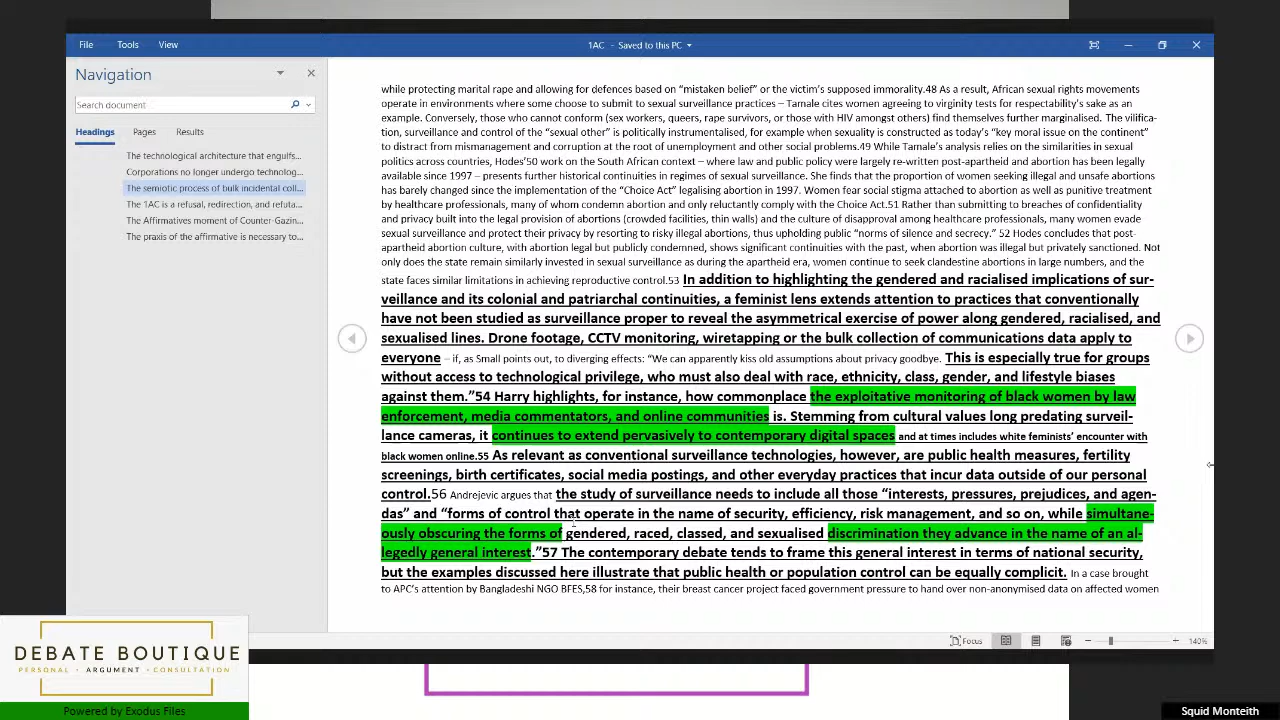 File
Tools
View
1AC - Saved to this PC
Navigation
Search document
Headings
Pages
Results
The technological architecture that engulfs...
Corporations no longer undergo technolog...
The semiotic process of bulk incidental coll...
The 1AC is a refusal, redirection, and refuta...
The Affirmatives moment of Counter-Gazin...
The praxis of the affirmative is necessary to...
while protecting marital rape and allowing for defences based on “mistaken belief” or the victim’s supposed immorality.48 As a result, African sexual rights movements
operate in environments where some choose to submit to sexual surveillance practices – Tamale cites women agreeing to virginity tests for respectability’s sake as an
example. Conversely, those who cannot conform (sex workers, queers, rape survivors, or those with HIV amongst others) find themselves further marginalised. The vilifica-
tion, surveillance and control of the “sexual other” is politically instrumentalised, for example when sexuality is constructed as today’s “key moral issue on the continent”
to distract from mismanagement and corruption at the root of unemployment and other social problems.49 While Tamale’s analysis relies on the similarities in sexual
politics across countries, Hodes’50 work on the South African context – where law and public policy were largely re-written post-apartheid and abortion has been legally
available since 1997 – presents further historical continuities in regimes of sexual surveillance. She finds that the proportion of women seeking illegal and unsafe abortions
has barely changed since the implementation of the “Choice Act” legalising abortion in 1997. Women fear social stigma attached to abortion as well as punitive treatment
by healthcare professionals, many of whom condemn abortion and only reluctantly comply with the Choice Act.51 Rather than submitting to breaches of confidentiality
and privacy built into the legal provision of abortions (crowded facilities, thin walls) and the culture of disapproval among healthcare professionals, many women evade
sexual surveillance and protect their privacy by resorting to risky illegal abortions, thus upholding public “norms of silence and secrecy.” 52 Hodes concludes that post-
apartheid abortion culture, with abortion legal but publicly condemned, shows significant continuities with the past, when abortion was illegal but privately sanctioned. Not
only does the state remain similarly invested in sexual surveillance as during the apartheid era, women continue to seek clandestine abortions in large numbers, and the
state faces similar limitations in achieving reproductive control.53 In addition to highlighting the gendered and racialised implications of sur-
veillance and its colonial and patriarchal continuities, a feminist lens extends attention to practices that conventionally
have not been studied as surveillance proper to reveal the asymmetrical exercise of power along gendered, racialised, and
sexualised lines. Drone footage, CCTV monitoring, wiretapping or the bulk collection of communications data apply to
everyone – if, as Small points out, to diverging effects: “We can apparently kiss old assumptions about privacy goodbye. This is especially true for groups
without access to technological privilege, who must also deal with race, ethnicity, class, gender, and lifestyle biases
against them.”54 Harry highlights, for instance, how commonplace the exploitative monitoring of black women by law
enforcement, media commentators, and online communities is. Stemming from cultural values long predating surveil-
lance cameras, it continues to extend pervasively to contemporary digital spaces and at times includes white feminists’ encounter with
black women online.55 As relevant as conventional surveillance technologies, however, are public health measures, fertility
screenings, birth certificates, social media postings, and other everyday practices that incur data outside of our personal
control.56 Andrejevic argues that the study of surveillance needs to include all those “interests, pressures, prejudices, and agen-
das” and “forms of control that operate in the name of security, efficiency, risk management, and so on, while simultane-
ously obscuring the forms of gendered, raced, classed, and sexualised discrimination they advance in the name of an al-
legedly general interest.”57 The contemporary debate tends to frame this general interest in terms of national security,
but the examples discussed here illustrate that public health or population control can be equally complicit. In a case brought
to APC’s attention by Bangladeshi NGO BFES,58 for instance, their breast cancer project faced government pressure to hand over non-anonymised data on affected women
Focus
140%
DEBATE BOUTIQUE
PERSONAL • ARGUMENT • CONSULTATION
Powered by Exodus Files
Squid Monteith